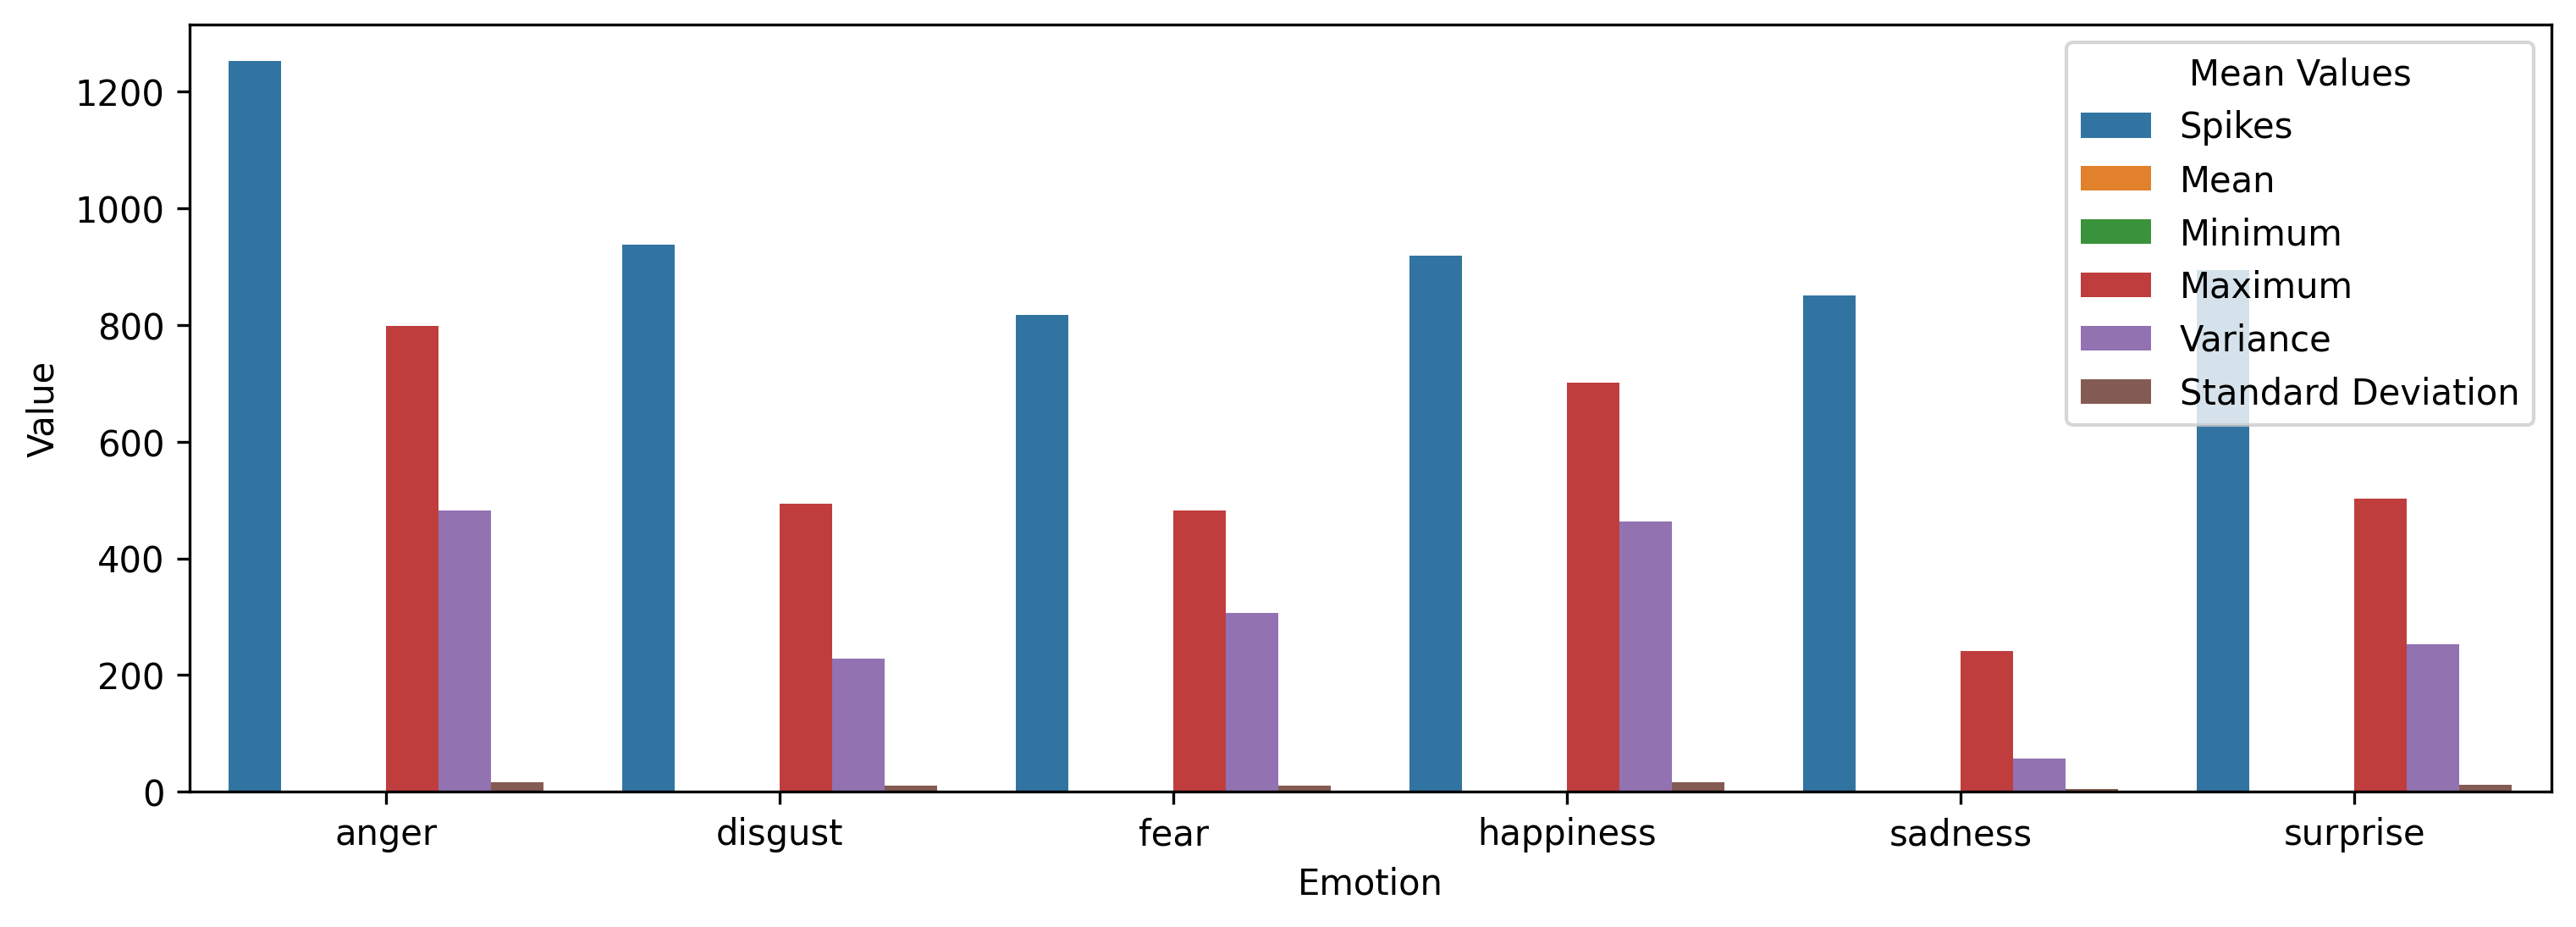 1200
1000
800
600
400
200
0
Value
anger disgust fear happiness sadness surprise
Emotion
Mean Values
Spikes
Mean
Minimum
Maximum
Variance
Standard Deviation